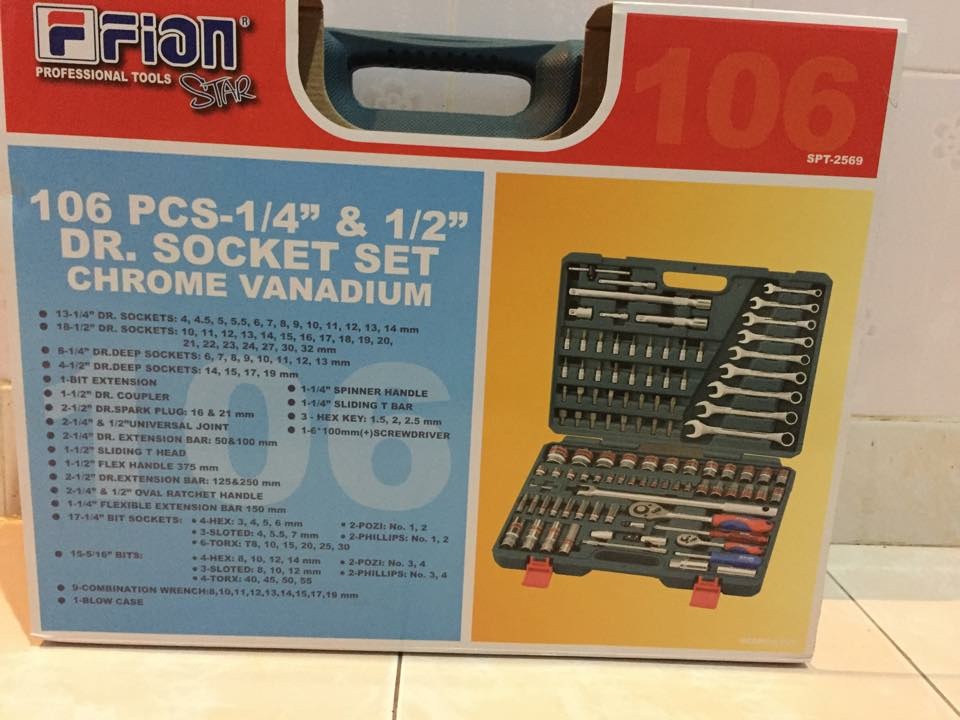 F Fion ®
PROFESSIONAL TOOLS
STAR
106
SPT-2569
106 PCS-1/4” & 1/2”
DR. SOCKET SET
CHROME VANADIUM
13-1/4” DR. SOCKETS: 4, 4.5, 5, 5.5, 6, 7, 8, 9, 10, 11, 12, 13, 14 mm
18-1/2” DR. SOCKETS: 10, 11, 12, 13, 14, 15, 16, 17, 18, 19, 20,
21, 22, 23, 24, 27, 30, 32 mm
8-1/4” DR.DEEP SOCKETS: 6, 7, 8, 9, 10, 11, 12, 13 mm
4-1/2” DR.DEEP SOCKETS: 14, 15, 17, 19 mm
1-BIT EXTENSION
1-1/2” DR. COUPLER
2-1/2” DR.SPARK PLUG: 16 & 21 mm
2-1/4” & 1/2”UNIVERSAL JOINT
2-1/4” DR. EXTENSION BAR: 50&100 mm
1-1/2” SLIDING T HEAD
1-1/2” FLEX HANDLE 375 mm
2-1/2” DR.EXTENSION BAR: 125&250 mm
2-1/4” & 1/2” OVAL RATCHET HANDLE
1-1/4” FLEXIBLE EXTENSION BAR 150 mm
1-1/4” SPINNER HANDLE
1-1/4” SLIDING T BAR
3 - HEX KEY: 1.5, 2, 2.5 mm
1-6*100mm(+)SCREWDRIVER
17-1/4” BIT SOCKETS:
4-HEX: 3, 4, 5, 6 mm
3-SLOTED: 4, 5.5, 7 mm
6-TORX: T8, 10, 15, 20, 25, 30
2-POZI: No. 1, 2
2-PHILLIPS: No. 1, 2
15-5/16” BITS:
4-HEX: 8, 10, 12, 14 mm
3-SLOTED: 8, 10, 12 mm
4-TORX: 40, 45, 50, 55
2-POZI: No. 3, 4
2-PHILLIPS: No. 3, 4
9-COMBINATION WRENCH:8,10,11,12,13,14,15,17,19 mm
1-BLOW CASE
06